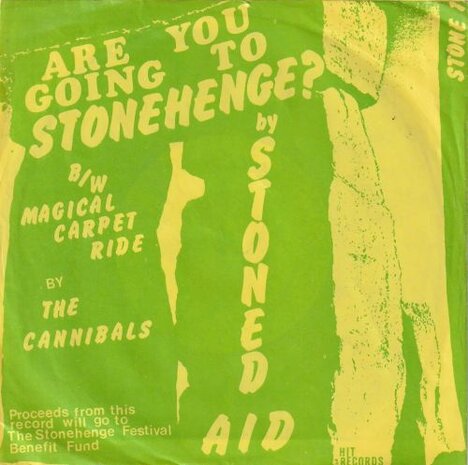 ARE YOU
GOING TO
STONEHENGE?
by
STONED
AID
B/W
MAGICAL
CARPET
RIDE
BY
THE
CANNIBALS
Proceeds from this
record will go to
The Stonehenge Festival
Benefit Fund
HIT
RECORDS
STONE